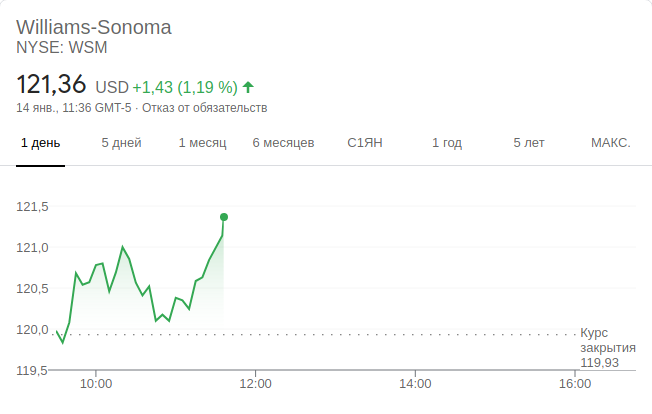 Williams-Sonoma
NYSE: WSM
121,36 USD +1,43 (1,19 %)
14 янв., 11:36 GMT-5 · Отказ от обязательств
1 день 5 дней 1 месяц 6 месяцев С1ЯН 1 год 5 лет МАКС.
121,5
121,0
120,5
120,0
Курс
закрытия
119,93
119,5
10:00 12:00 14:00 16:00